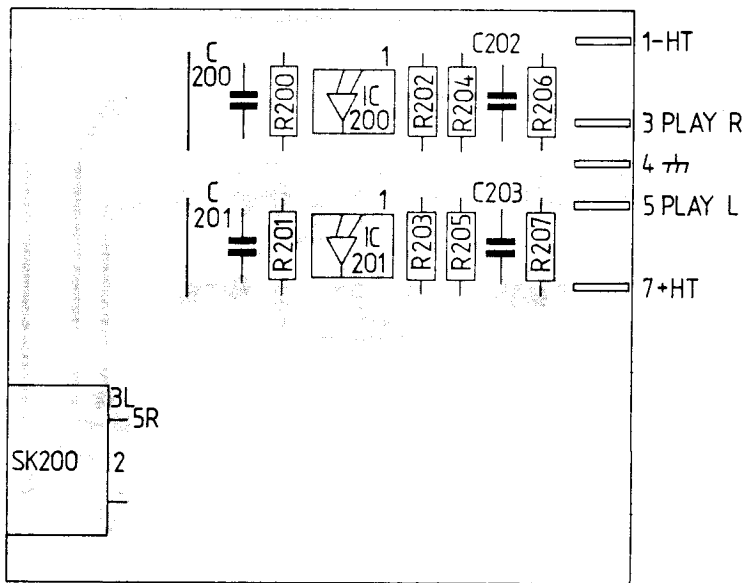 C 200
R200
1
IC 200
R202
R204
C202
R206
1-HT
3 PLAY R
4
5 PLAY L
7+HT
C 201
R201
1
IC 201
R203
R205
C203
R207
3L
5R
SK200
2